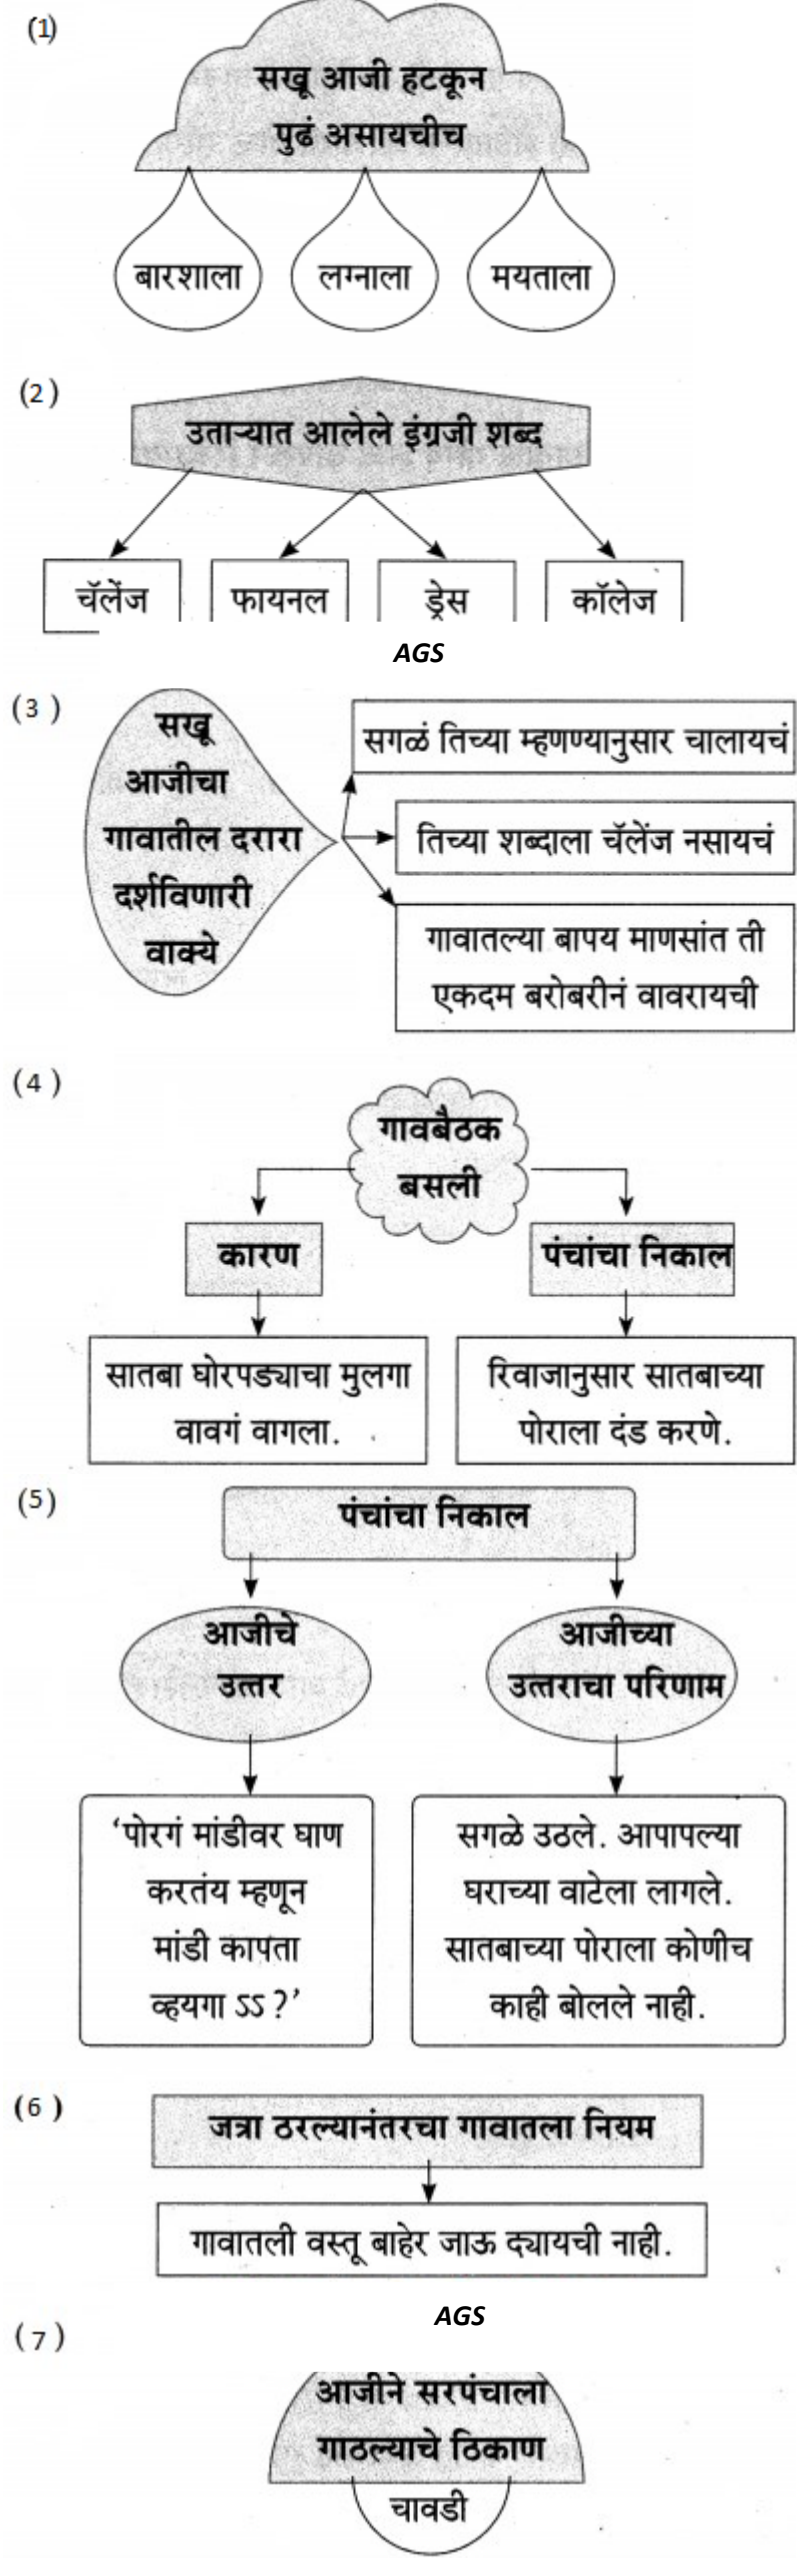 (1)
सखू आजी हटकून
पुढं असायचीच
बारशाला लग्नाला मयताला
(2)
उताऱ्यात आलेले इंग्रजी शब्द
चॅलेंज फायनल ड्रेस कॉलेज
AGS
(3)
सखू
आजीचा
गावातील दरारा
दर्शविणारी
वाक्ये
सगळं तिच्या म्हणण्यानुसार चालायचं
तिच्या शब्दाला चॅलेंज नसायचं
गावातल्या बापय माणसांत ती
एकदम बरोबरीनं वावरायची
(4)
गावबैठक
बसली
कारण
सातबा घोरपड्याचा मुलगा
वावगं वागला.
पंचांचा निकाल
रिवाजानुसार सातबाच्या
पोराला दंड करणे.
(5)
पंचांचा निकाल
आजीचे
उत्तर
‘पोरगं मांडीवर घाण
करतंय म्हणून
मांडी कापता
व्हयगा ऽऽ?’
आजीच्या
उत्तराचा परिणाम
सगळे उठले. आपापल्या
घराच्या वाटेला लागले.
सातबाच्या पोराला कोणीच
काही बोलले नाही.
(6)
जत्रा ठरल्यानंतरचा गावातला नियम
गावातली वस्तू बाहेर जाऊ द्यायची नाही.
AGS
(7)
आजीने सरपंचाला
गाठल्याचे ठिकाण
चावडी